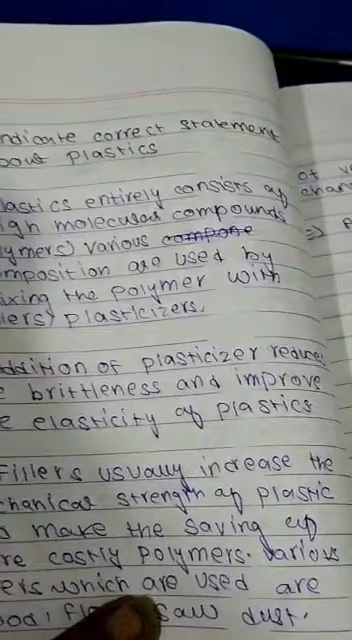 ndicate correct statement
bout plastics
lastics entirely consists of
igh molecular compounds
lymers) various compone
mposition are used by
ixing the polymer with
lers) plasticizers.
ddition of plasticizer reduces
e brittleness and improve
e elasticity of plastics
Fillers usually increase the
chanical strength of plastic
s make the saving of
re costly polymers. Various
ers which are used are
ood, saw dust.
of
chan
⇒